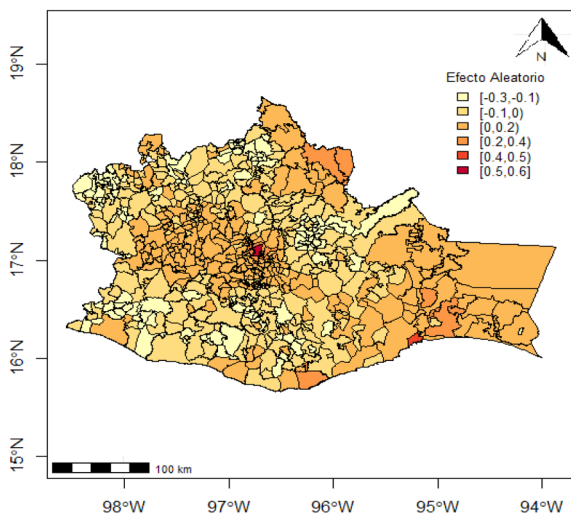 N
Efecto Aleatorio
[-0.3,-0.1)
[-0.1,0)
[0,0.2)
[0.2,0.4)
[0.4,0.5)
[0.5,0.6]
19°N
18°N
17°N
16°N
15°N
100 km
98°W 97°W 96°W 95°W 94°W